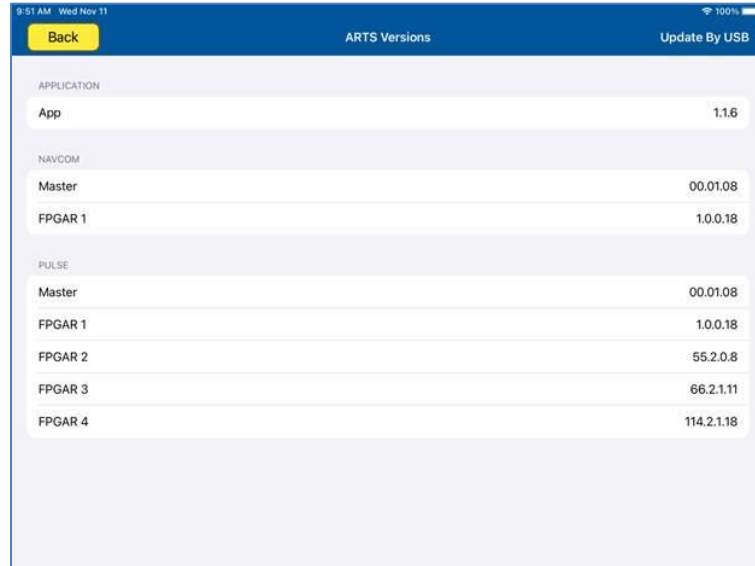 9:51 AM Wed Nov 11 100%
Back ARTS Versions Update By USB
APPLICATION
App 1.1.6
NAVCOM
Master 00.01.08
FPGAR 1 1.0.0.18
PULSE
Master 00.01.08
FPGAR 1 1.0.0.18
FPGAR 2 55.2.0.8
FPGAR 3 66.2.1.11
FPGAR 4 114.2.1.18